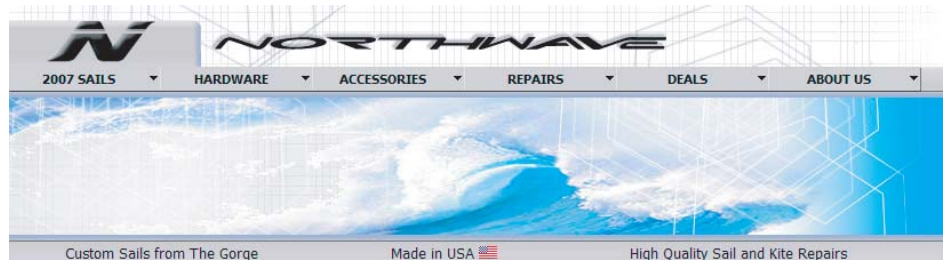 N NORTHWAVE
2007 SAILS HARDWARE ACCESSORIES REPAIRS DEALS ABOUT US
Custom Sails from The Gorge Made in USA High Quality Sail and Kite Repairs